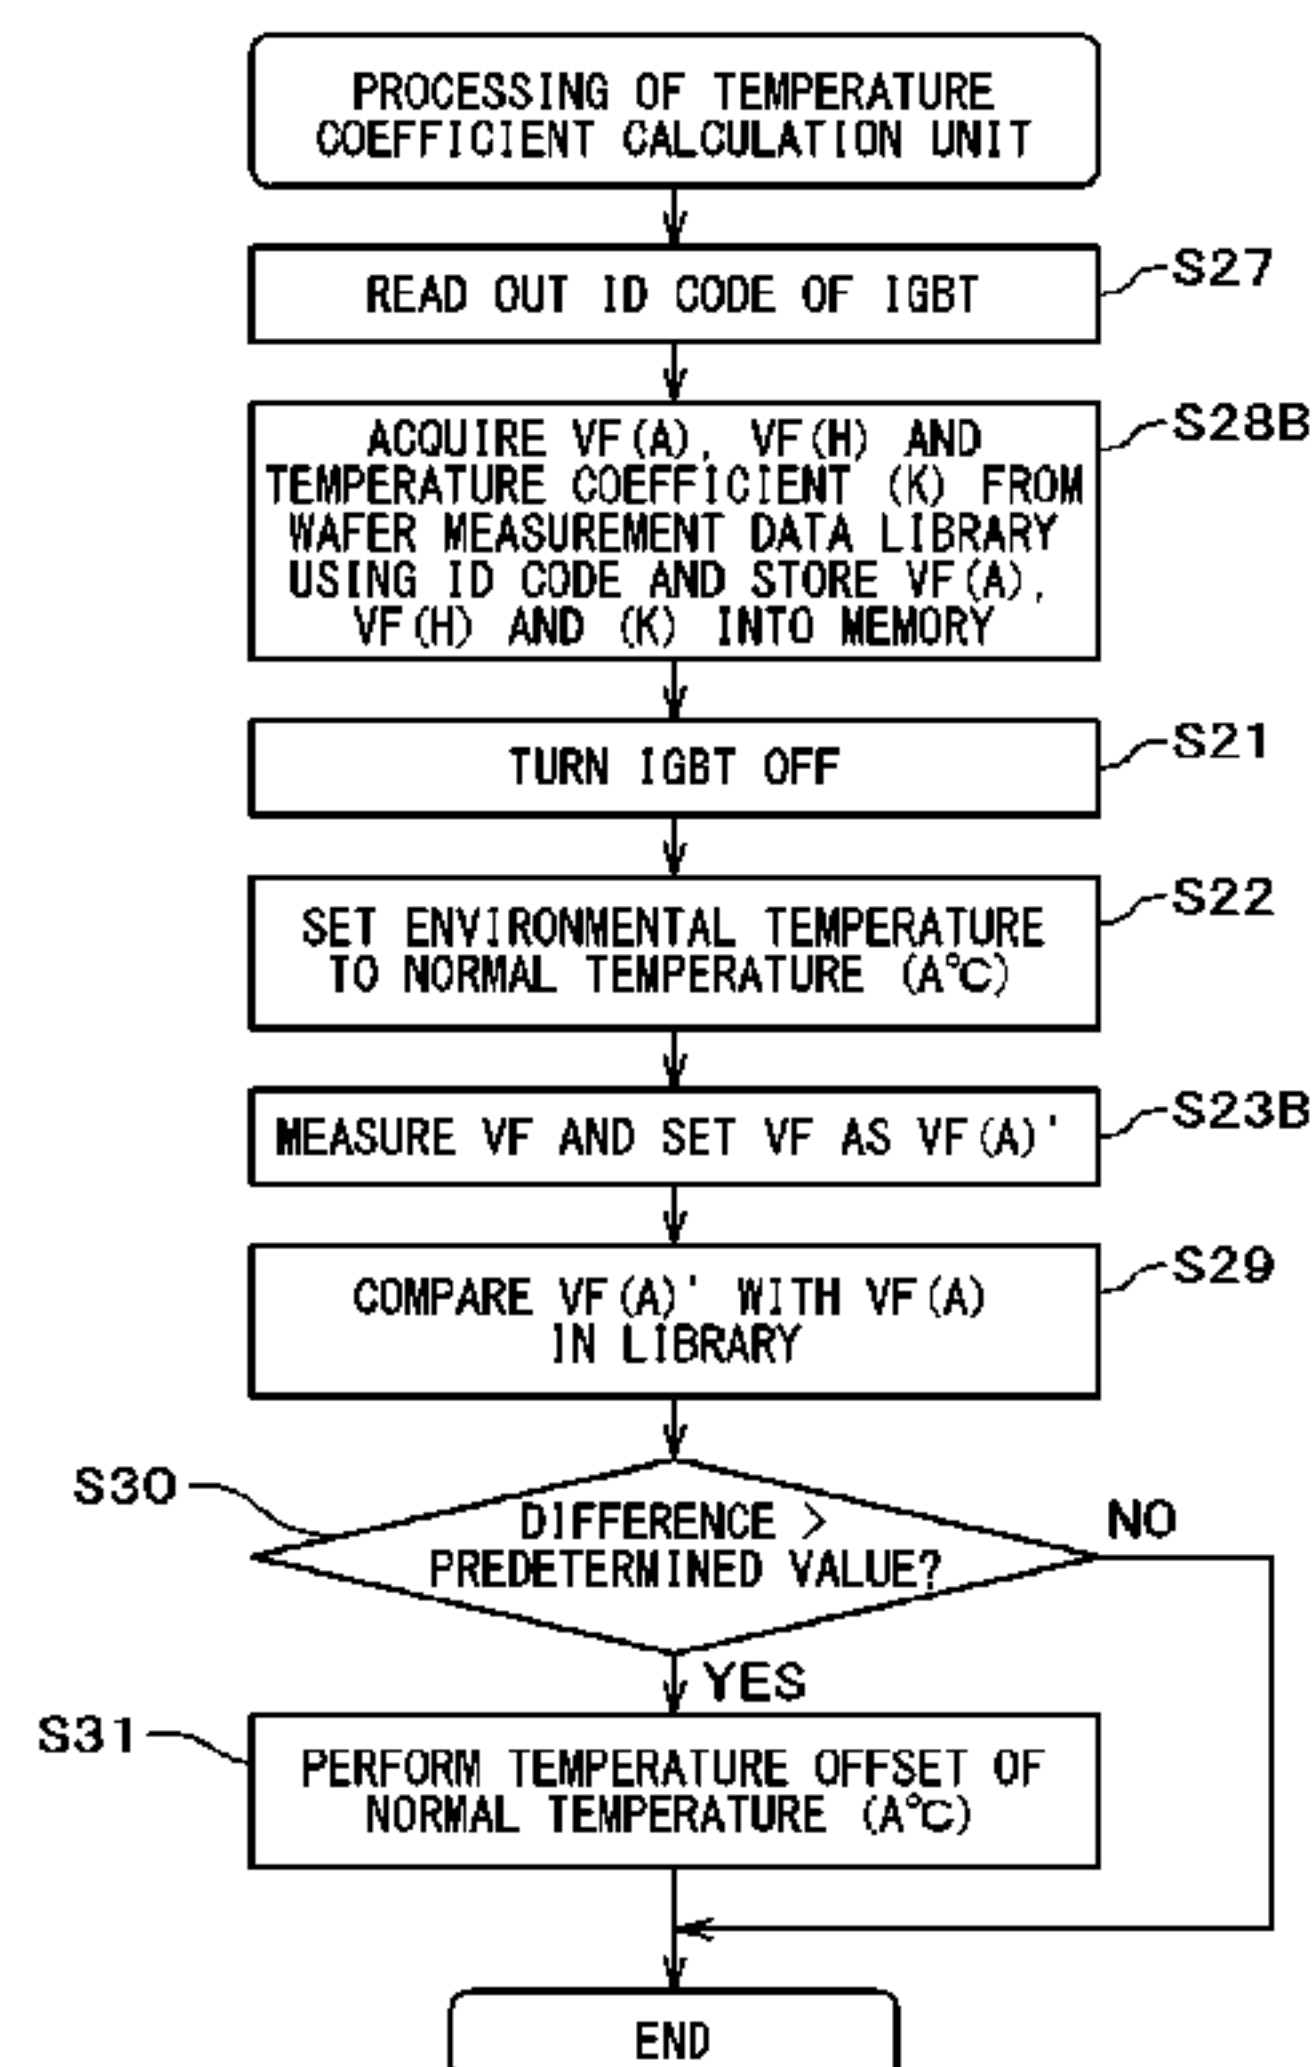 PROCESSING OF TEMPERATURE
COEFFICIENT CALCULATION UNIT
READ OUT ID CODE OF IGBT
S27
ACQUIRE VF(A), VF(H) AND
TEMPERATURE COEFFICIENT (K) FROM
WAFER MEASUREMENT DATA LIBRARY
USING ID CODE AND STORE VF(A),
VF(H) AND (K) INTO MEMORY
S28B
TURN IGBT OFF
S21
SET ENVIRONMENTAL TEMPERATURE
TO NORMAL TEMPERATURE (A℃)
S22
MEASURE VF AND SET VF AS VF(A)'
S23B
COMPARE VF(A)' WITH VF(A)
IN LIBRARY
S29
S30
DIFFERENCE >
PREDETERMINED VALUE?
NO
YES
S31
PERFORM TEMPERATURE OFFSET OF
NORMAL TEMPERATURE (A℃)
END